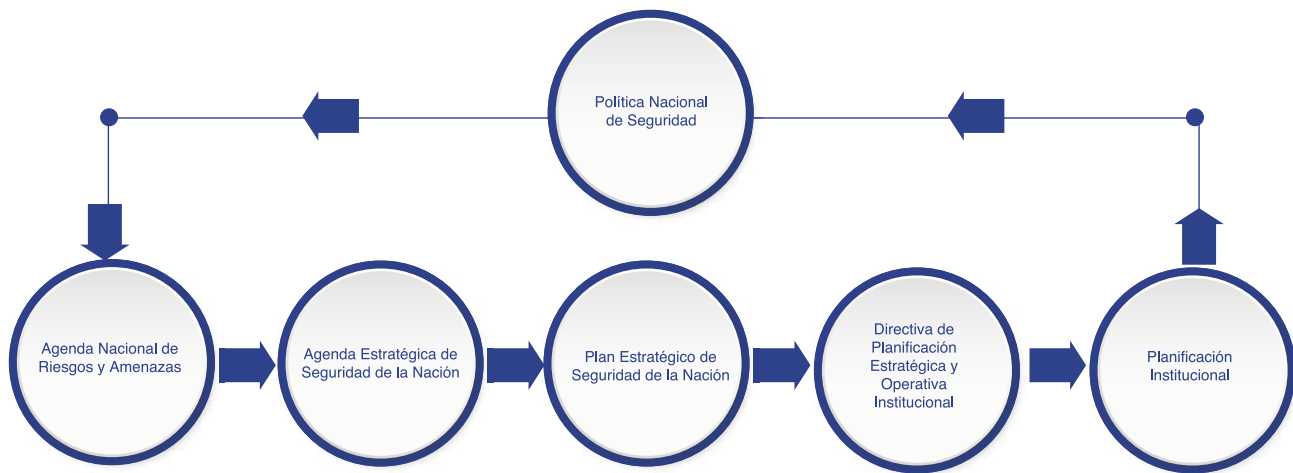 Política Nacional
de Seguridad
Agenda Nacional de
Riesgos y Amenazas
Agenda Estratégica de
Seguridad de la Nación
Plan Estratégico de
Seguridad de la Nación
Directiva de
Planificación
Estratégica y
Operativa
Institucional
Planificación
Institucional